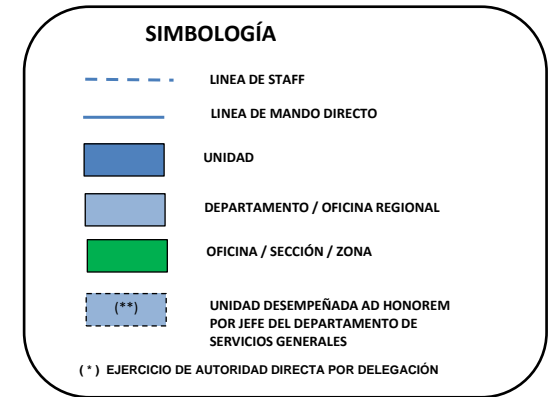 SIMBOLOGÍA
LINEA DE STAFF
LINEA DE MANDO DIRECTO
UNIDAD
DEPARTAMENTO / OFICINA REGIONAL
OFICINA / SECCIÓN / ZONA
(**)
UNIDAD DESEMPEÑADA AD HONOREM
POR JEFE DEL DEPARTAMENTO DE
SERVICIOS GENERALES
( * ) EJERCICIO DE AUTORIDAD DIRECTA POR DELEGACIÓN